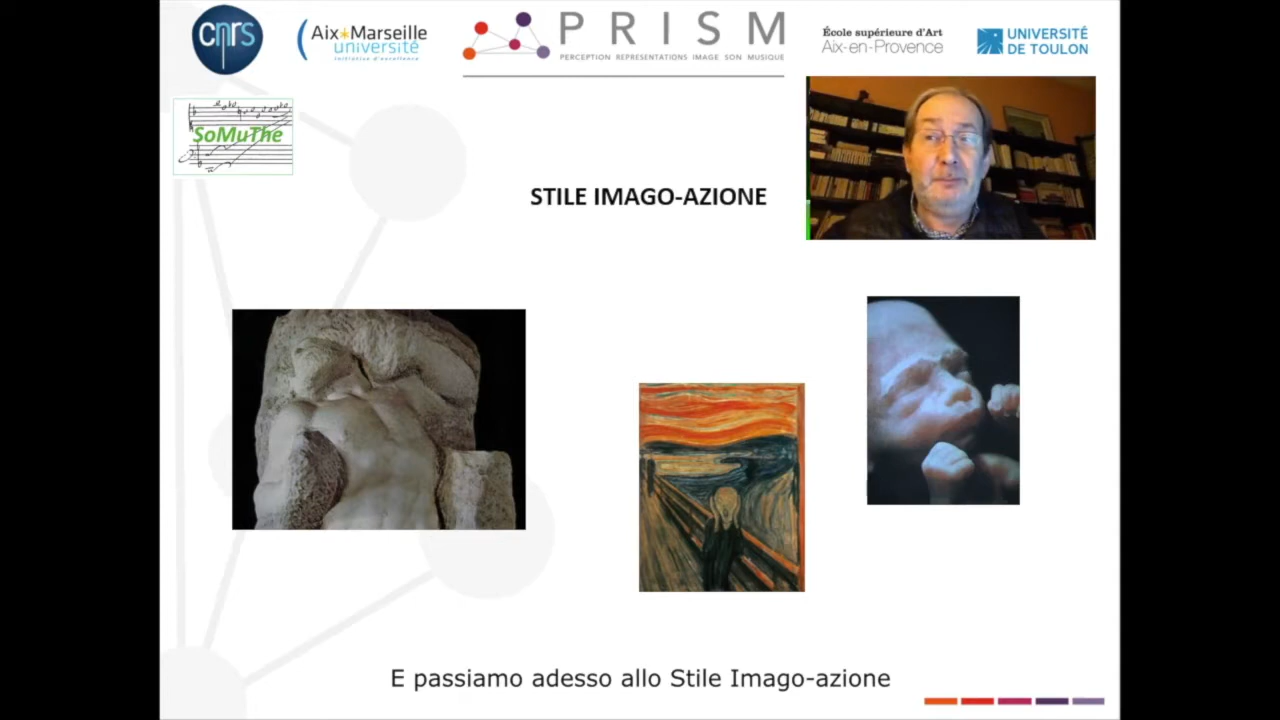 cnrs
Aix*Marseille
université
Initiative d'excellence
PRISM
PERCEPTION REPRESENTATIONS IMAGE SON MUSIQUE
École supérieure d'Art
Aix-en-Provence
UNIVERSITÉ
DE TOULON
SoMuThe
STILE IMAGO-AZIONE
E passiamo adesso allo Stile Imago-azione